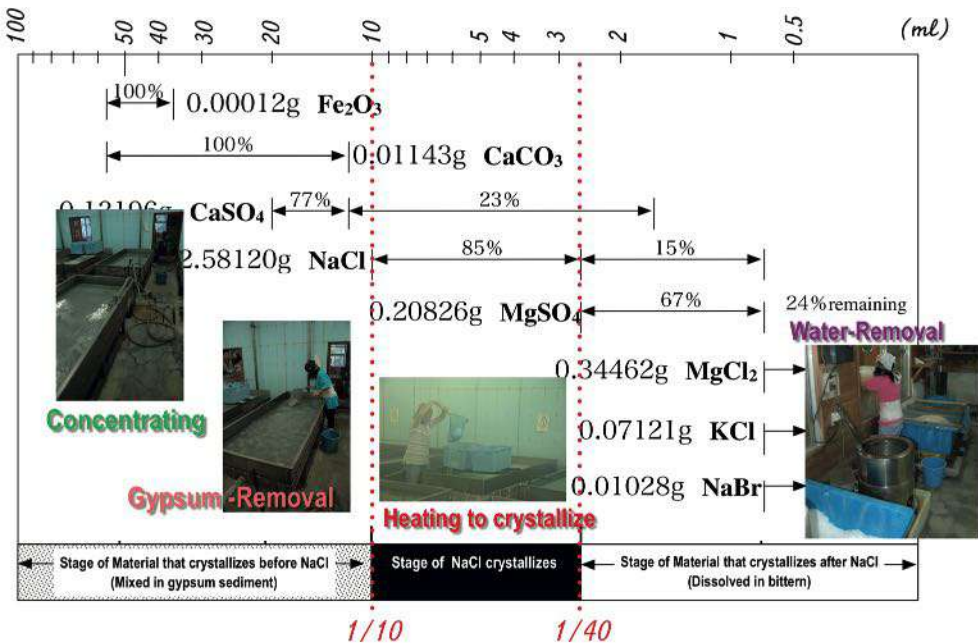 100 50 40 30 20 10 5 4 3 2 1 0.5 (ml)
100%
0.00012g Fe₂O₃
100%
0.01143g CaCO₃
CaSO₄ 77% 23%
2.58120g NaCl 85% 15%
0.20826g MgSO₄ 67% 24%remaining
Water-Removal
0.34462g MgCl₂
Concentrating
0.07121g KCl
Gypsum -Removal
0.01028g NaBr
Heating to crystallize
Stage of Material that crystallizes before NaCl
(Mixed in gypsum sediment)
Stage of NaCl crystallizes
Stage of Material that crystallizes after NaCl
(Dissolved in bittern)
1/10 1/40